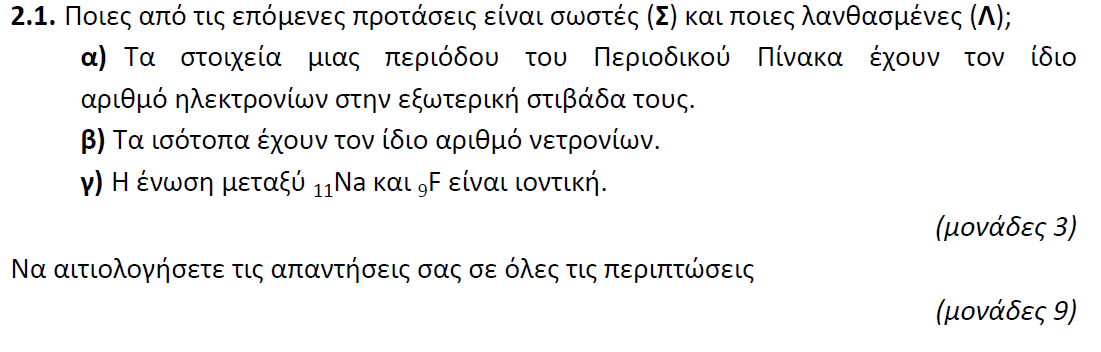 2.1. Ποιες από τις επόμενες προτάσεις είναι σωστές (Σ) και ποιες λανθασμένες (Λ);
α) Τα στοιχεία μιας περιόδου του Περιοδικού Πίνακα έχουν τον ίδιο
αριθμό ηλεκτρονίων στην εξωτερική στιβάδα τους.
β) Τα ισότοπα έχουν τον ίδιο αριθμό νετρονίων.
γ) Η ένωση μεταξύ ₁₁Na και ₉F είναι ιοντική.
(μονάδες 3)
Να αιτιολογήσετε τις απαντήσεις σας σε όλες τις περιπτώσεις
(μονάδες 9)